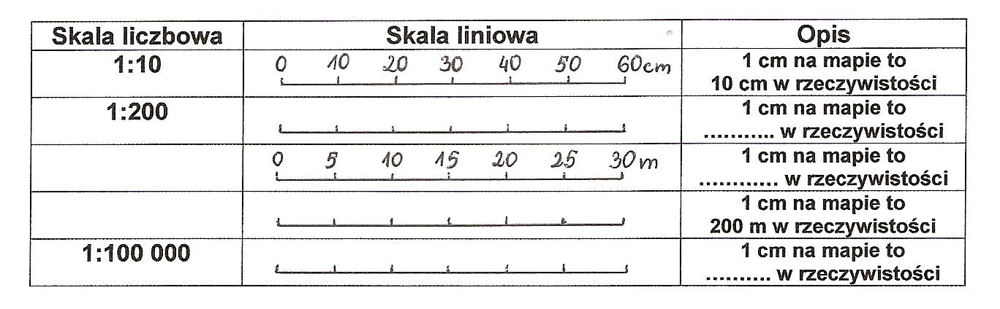 Skala liczbowa Skala liniowa Opis
1:10 0 10 20 30 40 50 60cm 1 cm na mapie to
10 cm w rzeczywistości
1:200 1 cm na mapie to
........... w rzeczywistości
0 5 10 15 20 25 30 m 1 cm na mapie to
............ w rzeczywistości
1 cm na mapie to
200 m w rzeczywistości
1:100 000 1 cm na mapie to
.......... w rzeczywistości